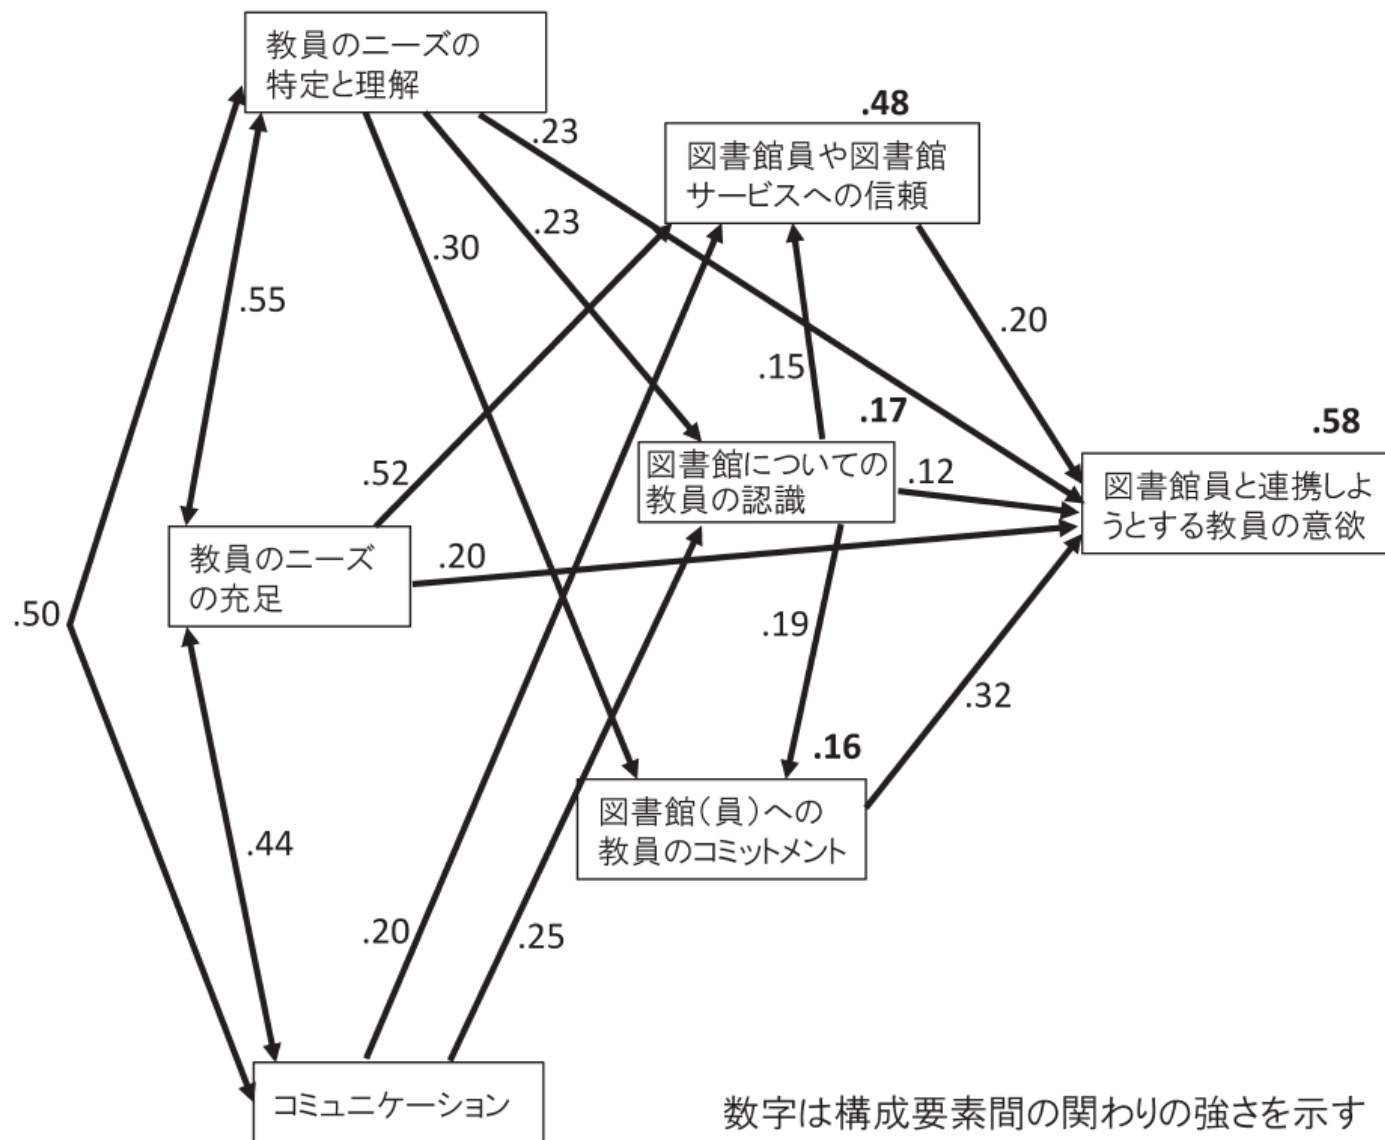 教員のニーズの
特定と理解
.48
.23
図書館員や図書館
サービスへの信頼
.23
.30
.55
.20
.15
.17
.58
図書館についての
教員の認識
.52
.12
図書館員と連携しよ
うとする教員の意欲
教員のニーズ
の充足
.20
.50
.19
.32
.16
図書館(員)への
教員のコミットメント
.44
.20
.25
コミュニケーション
数字は構成要素間の関わりの強さを示す